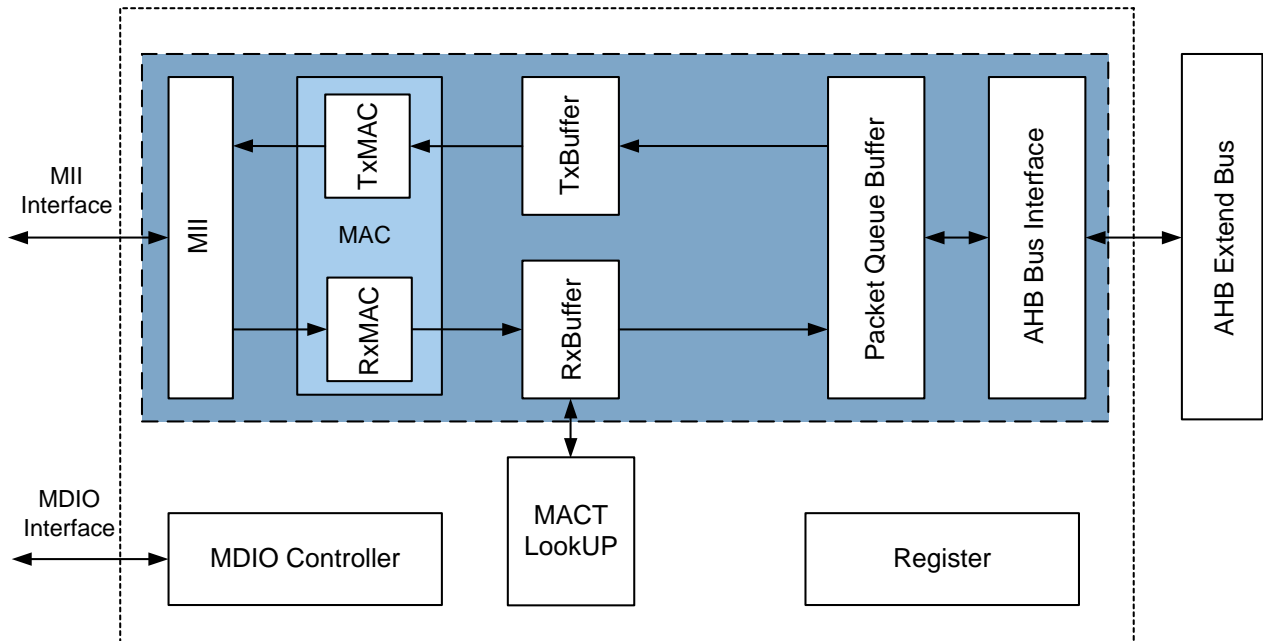 MII
Interface
MII
TxMAC
MAC
RxMAC
TxBuffer
RxBuffer
Packet Queue Buffer
AHB Bus Interface
AHB Extend Bus
MDIO
Interface
MDIO Controller
MACT
LookUP
Register